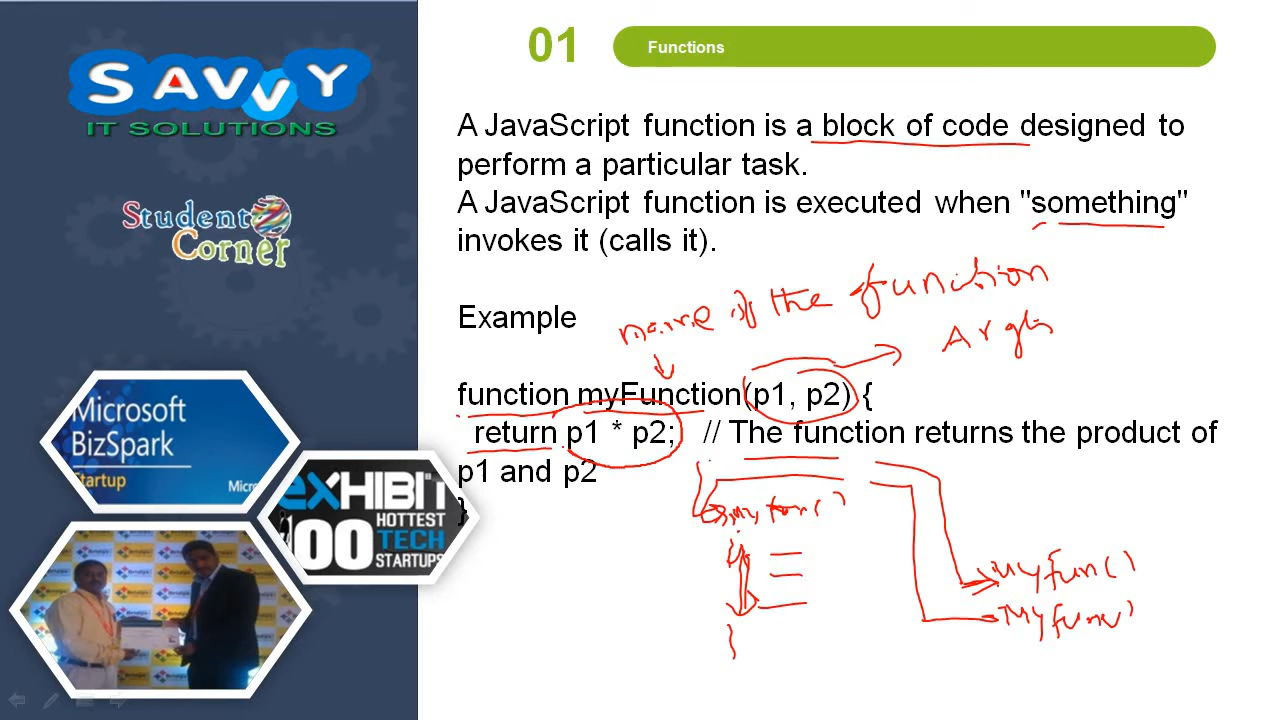 SAVVY
IT SOLUTIONS
Student
Corner
Microsoft
BizSpark
Startup
Micros
EXHIBIT
100 HOTTEST
TECH
STARTUPS
01 Functions
A JavaScript function is a block of code designed to
perform a particular task.
A JavaScript function is executed when "something"
invokes it (calls it).
name of the function
Example
Args
function myFunction(p1, p2) {
return p1 * p2; // The function returns the product of
p1 and p2
}
myfun()
{
}
myfun()
myfun()